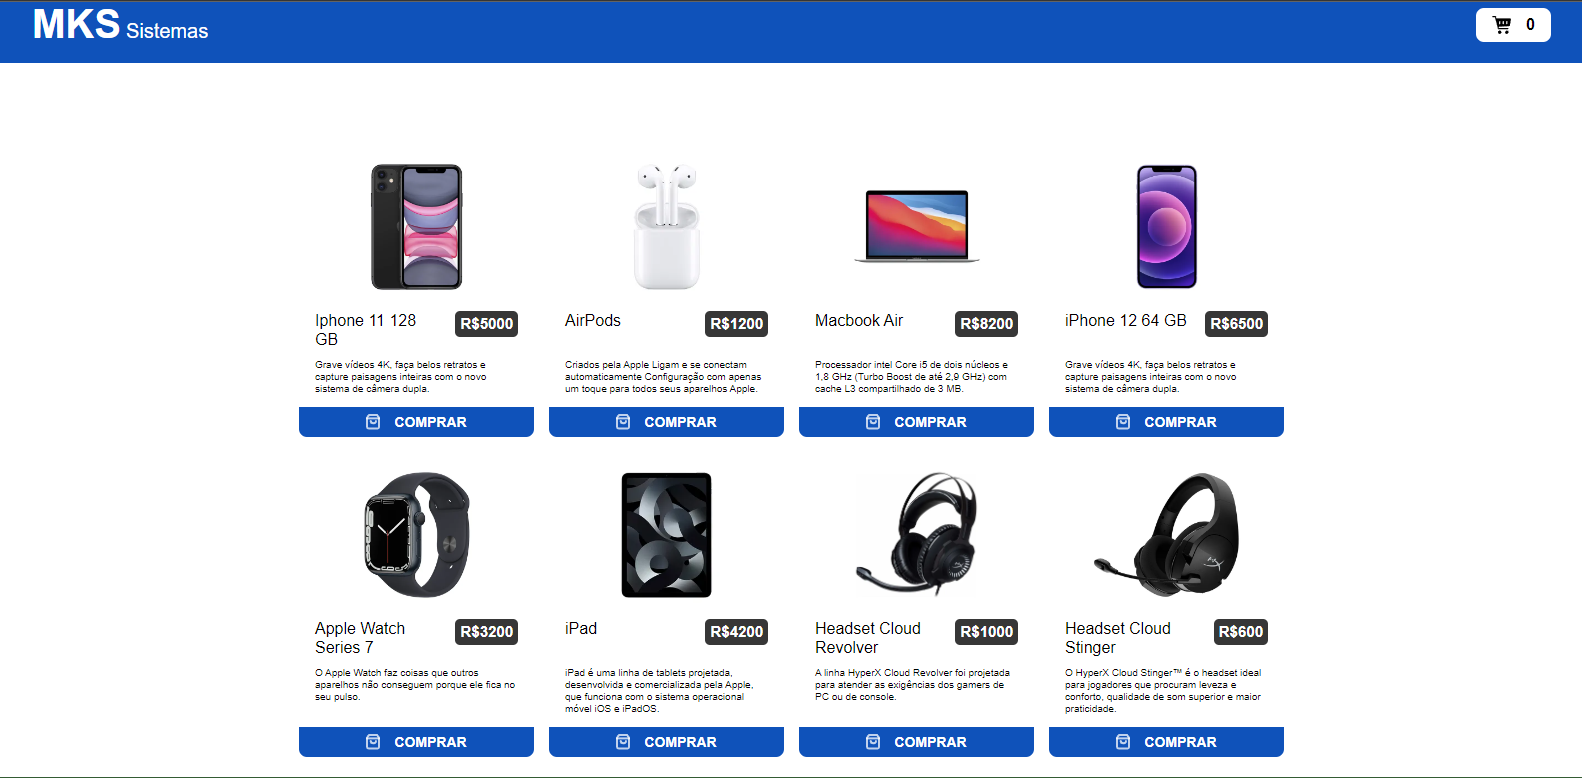 MKS Sistemas
0
Iphone 11 128
GB
R$5000
Grave vídeos 4K, faça belos retratos e
capture paisagens inteiras com o novo
sistema de câmera dupla.
COMPRAR
AirPods
R$1200
Criados pela Apple Ligam e se conectam
automaticamente Configuração com apenas
um toque para todos seus aparelhos Apple.
COMPRAR
Macbook Air
R$8200
Processador intel Core i5 de dois núcleos e
1,8 GHz (Turbo Boost de até 2,9 GHz) com
cache L3 compartilhado de 3 MB.
COMPRAR
iPhone 12 64 GB
R$6500
Grave vídeos 4K, faça belos retratos e
capture paisagens inteiras com o novo
sistema de câmera dupla.
COMPRAR
Apple Watch
Series 7
R$3200
O Apple Watch faz coisas que outros
aparelhos não conseguem porque ele fica no
seu pulso.
COMPRAR
iPad
R$4200
iPad é uma linha de tablets projetada,
desenvolvida e comercializada pela Apple,
que funciona com o sistema operacional
móvel iOS e iPadOS.
COMPRAR
Headset Cloud
Revolver
R$1000
A linha HyperX Cloud Revolver foi projetada
para atender as exigências dos gamers de
PC ou de console.
COMPRAR
Headset Cloud
Stinger
R$600
O HyperX Cloud Stinger™ é o headset ideal
para jogadores que procuram leveza e
conforto, qualidade de som superior e maior
praticidade.
COMPRAR